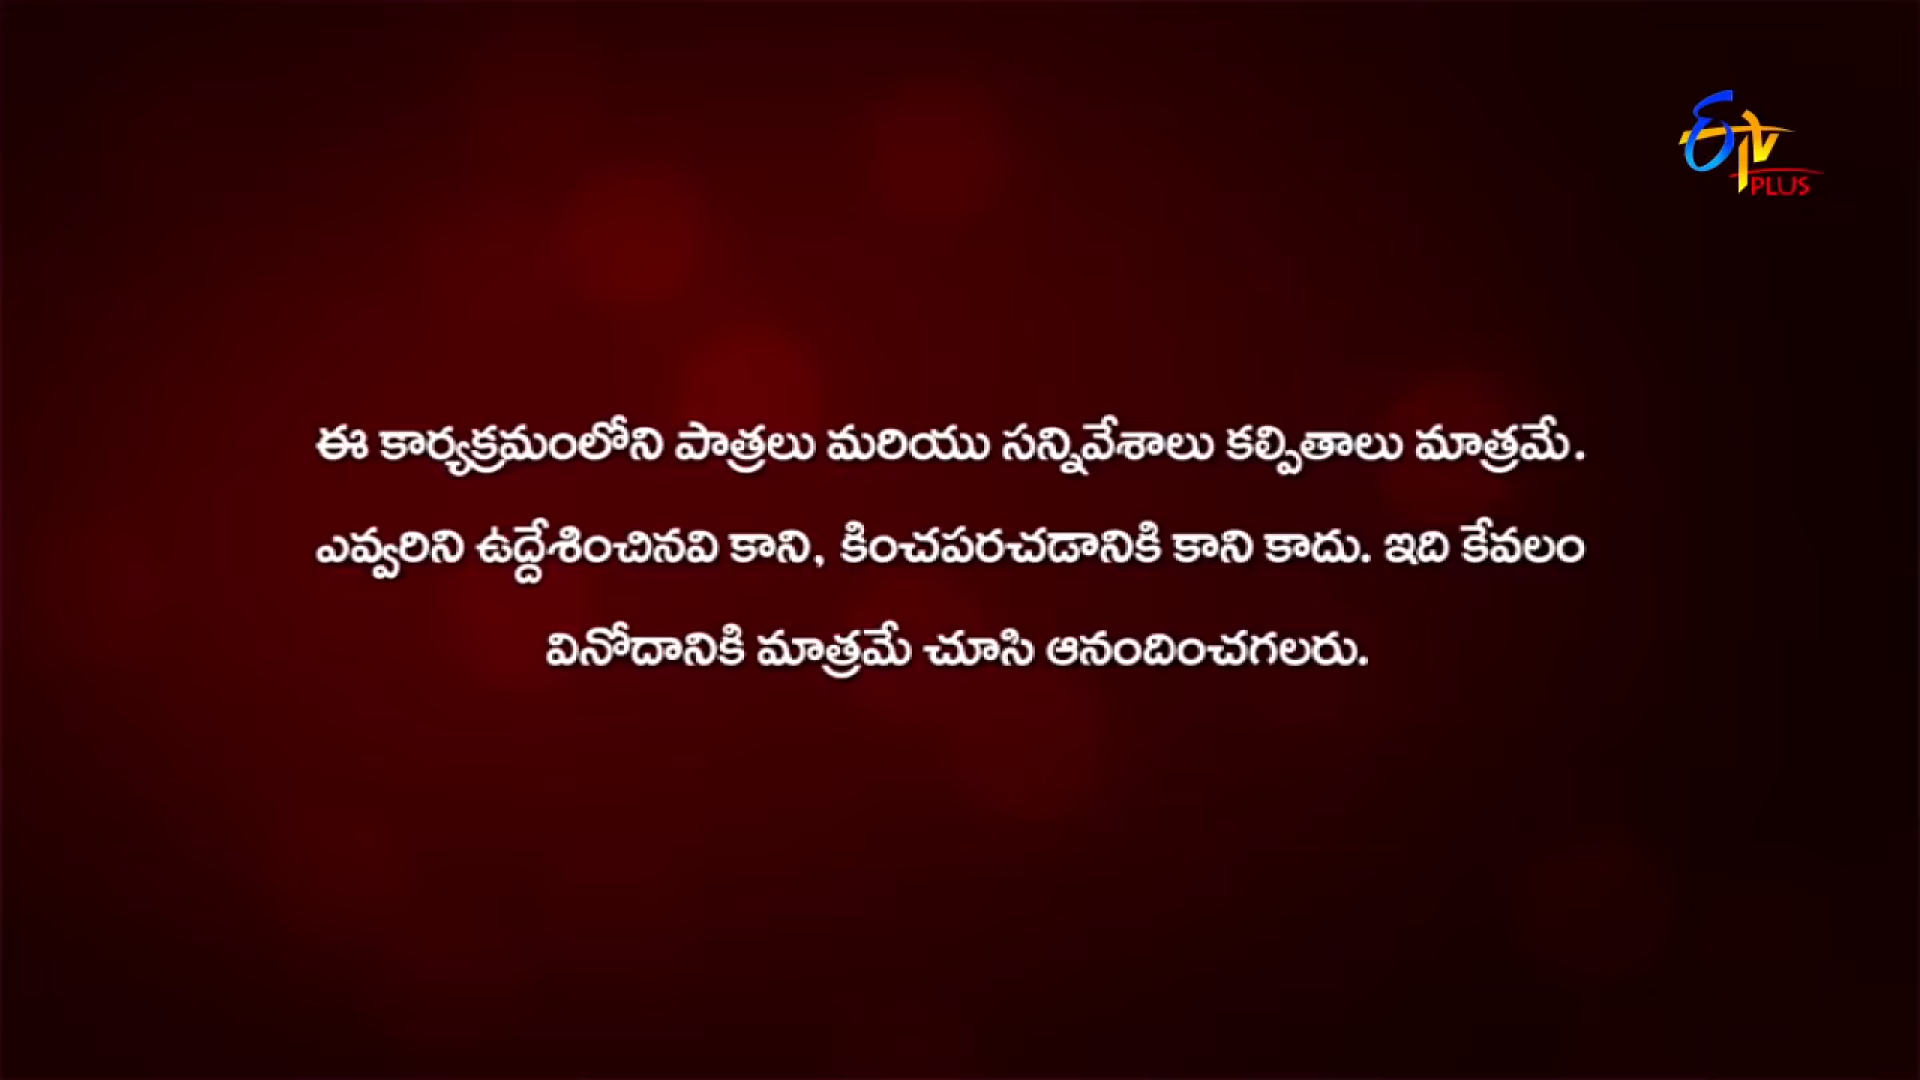 ETV
PLUS
ఈ కార్యక్రమంలోని పాత్రలు మరియు సన్నివేశాలు కల్పితాలు మాత్రమే.
ఎవ్వరిని ఉద్దేశించినవి కాని, కించపరచడానికి కాని కాదు. ఇది కేవలం
వినోదానికి మాత్రమే చూసి ఆనందించగలరు.